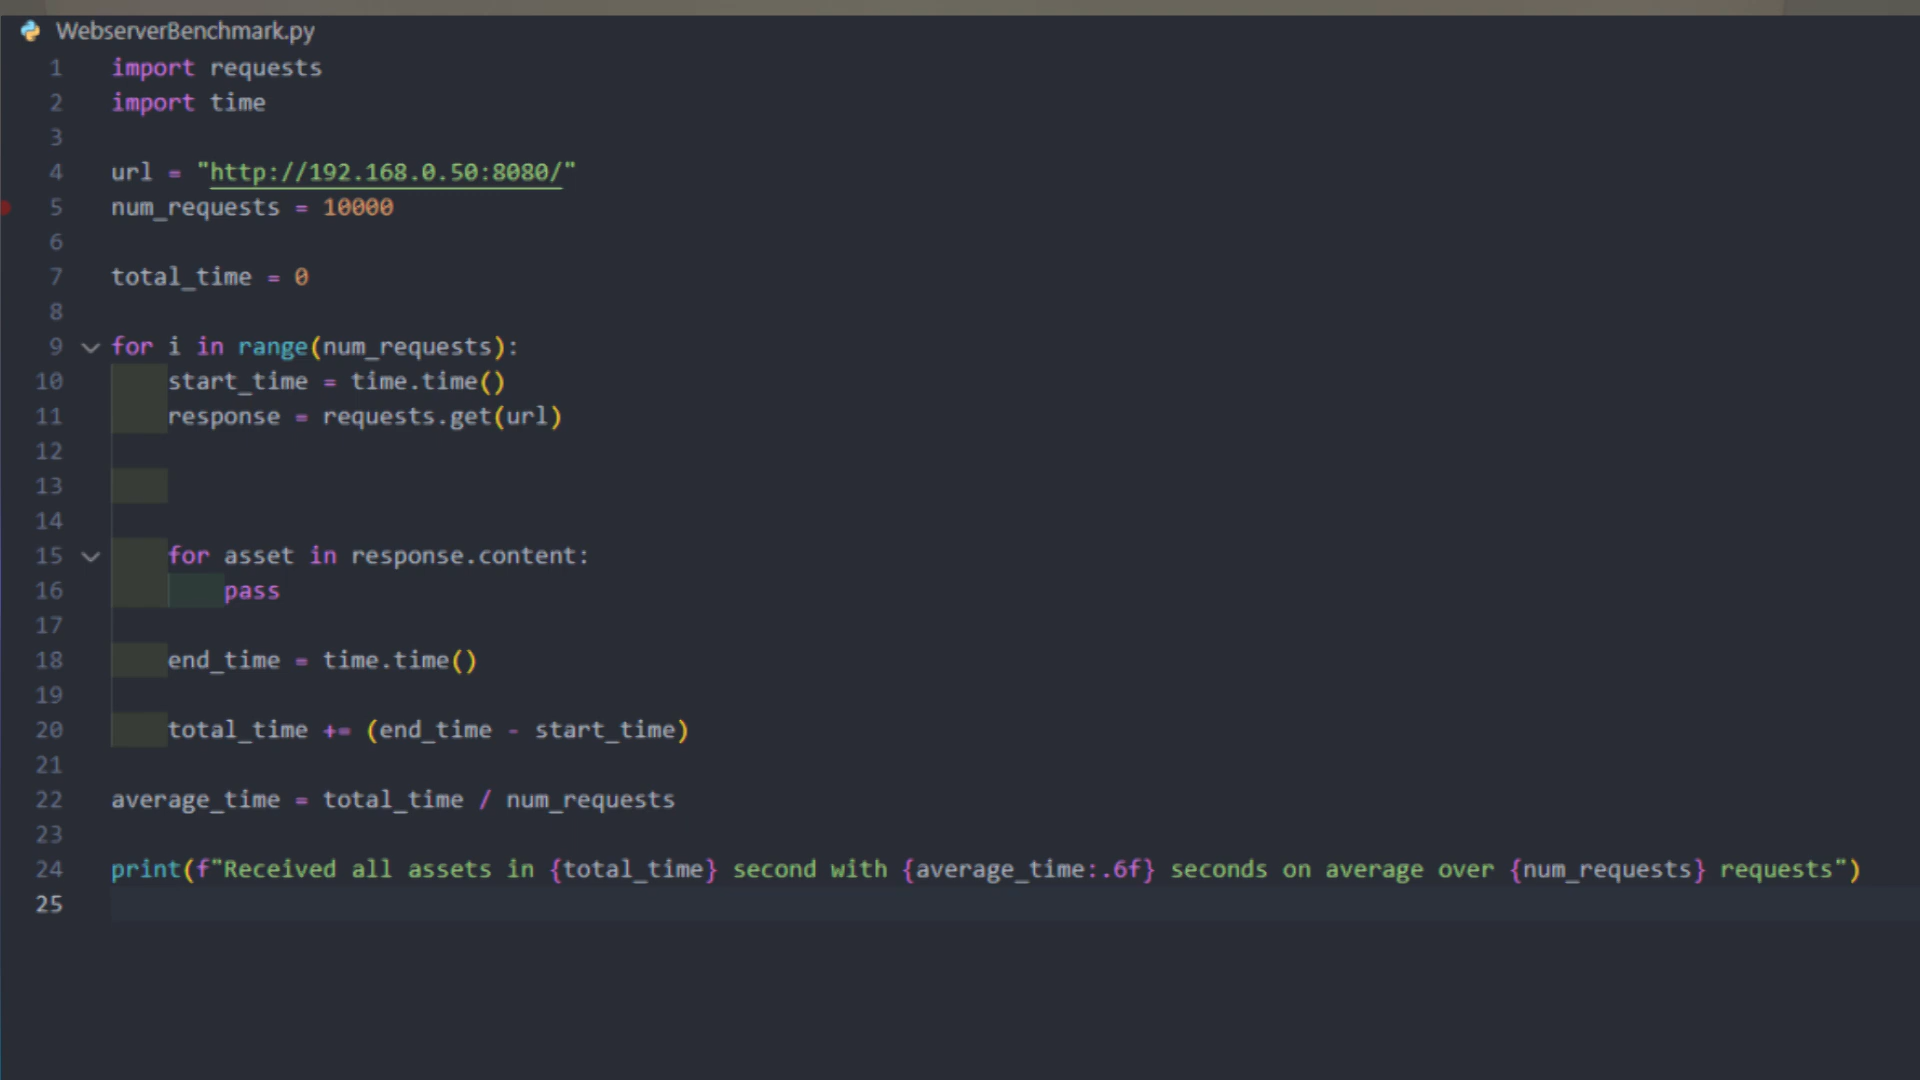 WebserverBenchmark.py
1 import requests
2 import time
3
4 url = "http://192.168.0.50:8080/"
5 num_requests = 10000
6
7 total_time = 0
8
9 for i in range(num_requests):
10     start_time = time.time()
11     response = requests.get(url)
12
13
14
15     for asset in response.content:
16         pass
17
18     end_time = time.time()
19
20     total_time += (end_time - start_time)
21
22 average_time = total_time / num_requests
23
24 print(f"Received all assets in {total_time} second with {average_time:.6f} seconds on average over {num_requests} requests")
25